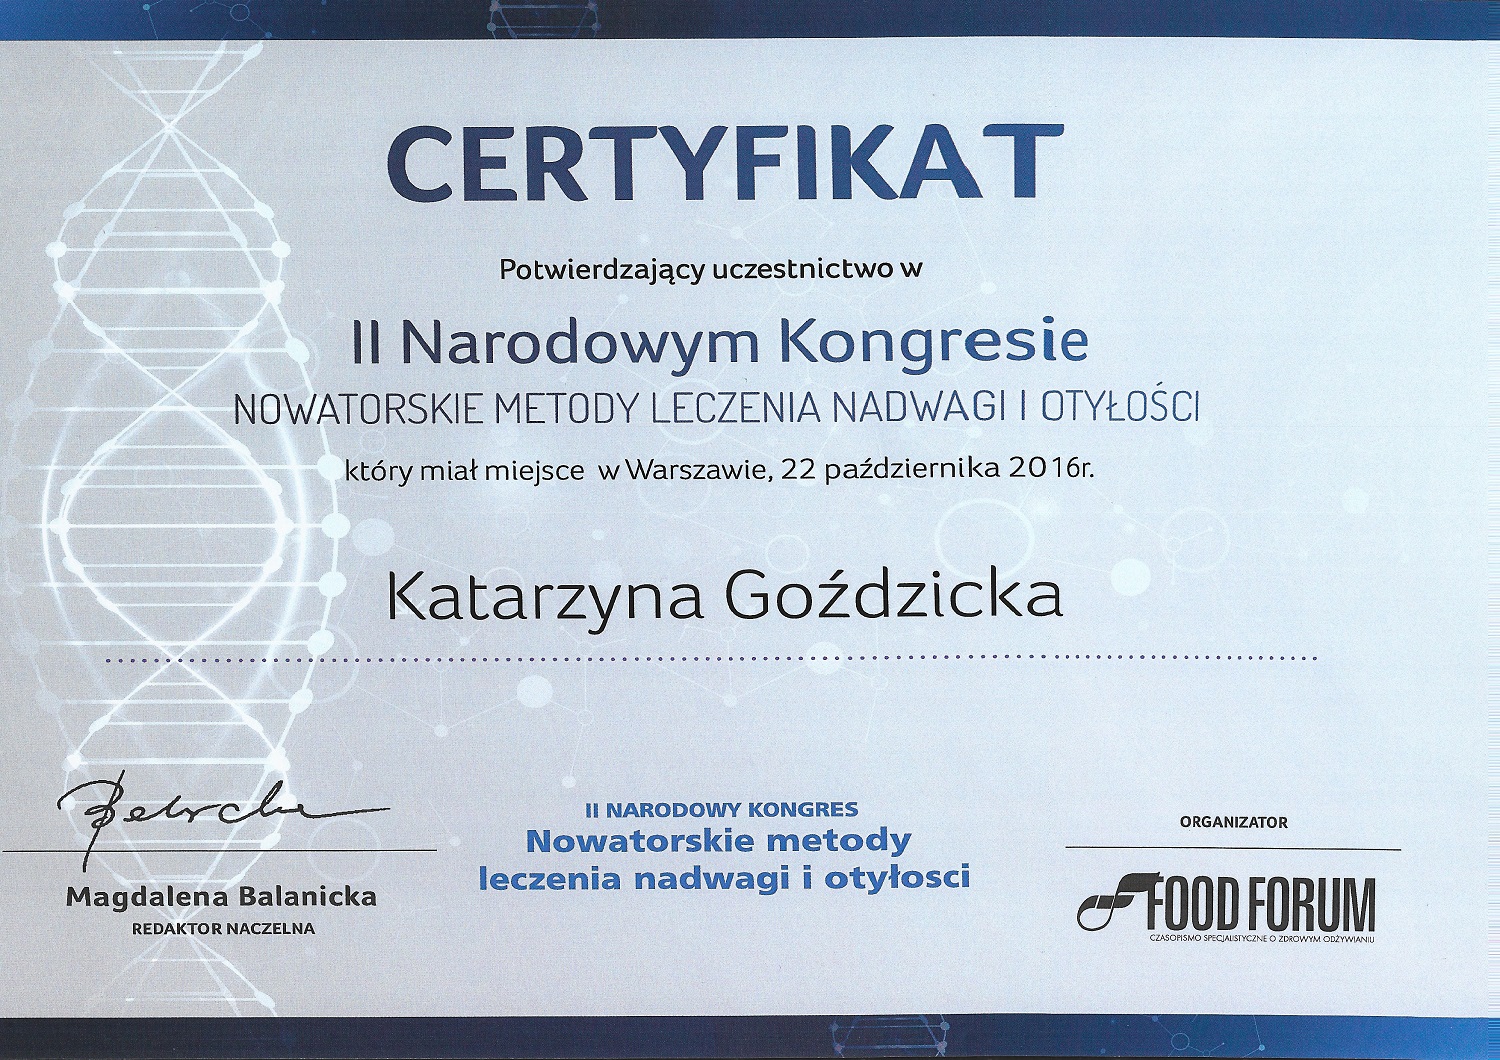 CERTYFIKAT
Potwierdzający uczestnictwo w
II Narodowym Kongresie
NOWATORSKIE METODY LECZENIA NADWAGI I OTYŁOŚCI
który miał miejsce w Warszawie, 22 października 2016r.
Katarzyna Goździcka
Magdalena Balanicka
REDAKTOR NACZELNA
II NARODOWY KONGRES
Nowatorskie metody
leczenia nadwagi i otyłosci
ORGANIZATOR
FOOD FORUM
CZASOPISMO SPECJALISTYCZNE O ZDROWYM ODŻYWIANIU